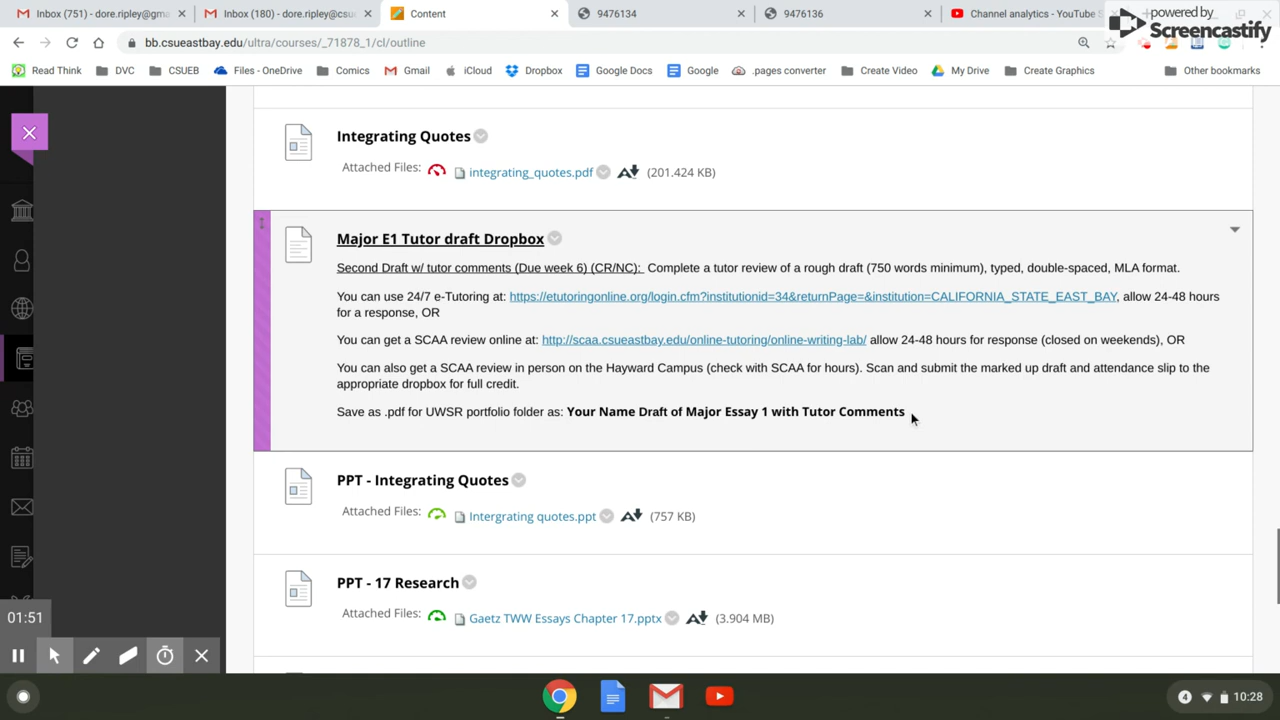 Inbox (751) - dore.ripley@gm
Inbox (180) - dore.ripley@csu
Content
9476134
9476136
Channel analytics - YouTube S
powered by
Screencastify
bb.csueastbay.edu/ultra/courses/_71878_1/cl/outline
Read Think
DVC
CSUEB
Files - OneDrive
Comics
Gmail
iCloud
Dropbox
Google Docs
Google
.pages converter
Create Video
My Drive
Create Graphics
Other bookmarks
Integrating Quotes
Attached Files: integrating_quotes.pdf (201.424 KB)
Major E1 Tutor draft Dropbox
Second Draft w/ tutor comments (Due week 6) (CR/NC): Complete a tutor review of a rough draft (750 words minimum), typed, double-spaced, MLA format.
You can use 24/7 e-Tutoring at: https://etutoringonline.org/login.cfm?institutionid=34&returnPage=&institution=CALIFORNIA_STATE_EAST_BAY, allow 24-48 hours
for a response, OR
You can get a SCAA review online at: http://scaa.csueastbay.edu/online-tutoring/online-writing-lab/ allow 24-48 hours for response (closed on weekends), OR
You can also get a SCAA review in person on the Hayward Campus (check with SCAA for hours). Scan and submit the marked up draft and attendance slip to the
appropriate dropbox for full credit.
Save as .pdf for UWSR portfolio folder as: Your Name Draft of Major Essay 1 with Tutor Comments
PPT - Integrating Quotes
Attached Files: Intergrating quotes.ppt (757 KB)
PPT - 17 Research
Attached Files: Gaetz TWW Essays Chapter 17.pptx (3.904 MB)
01:51
4
10:28